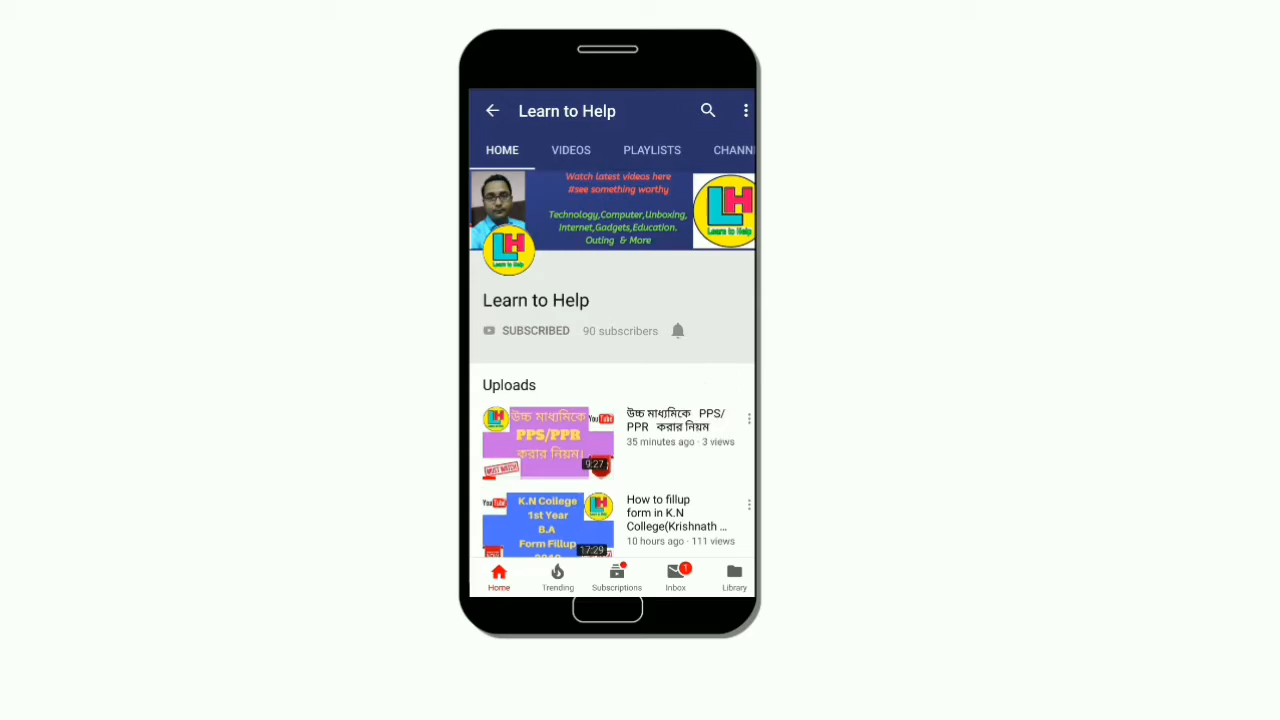 Learn to Help
HOME VIDEOS PLAYLISTS CHANN
Watch latest videos here
#see something worthy
Technology,Computer,Unboxing,
Internet,Gadgets,Education.
Outing & More
LH
Learn to Help
LH
Learn to Help
Learn to Help
SUBSCRIBED 90 subscribers
Uploads
উচ্চ মাধ্যমিকে
PPS/PPR
করার নিয়ম।
YouTube
MUST WATCH
9:27
উচ্চ মাধ্যমিকে PPS/
PPR করার নিয়ম
35 minutes ago · 3 views
YouTube
K.N College
1st Year
B.A
Form Fillup
17:29
How to fillup
form in K.N
College(Krishnath ...
10 hours ago · 111 views
Home Trending Subscriptions Inbox Library